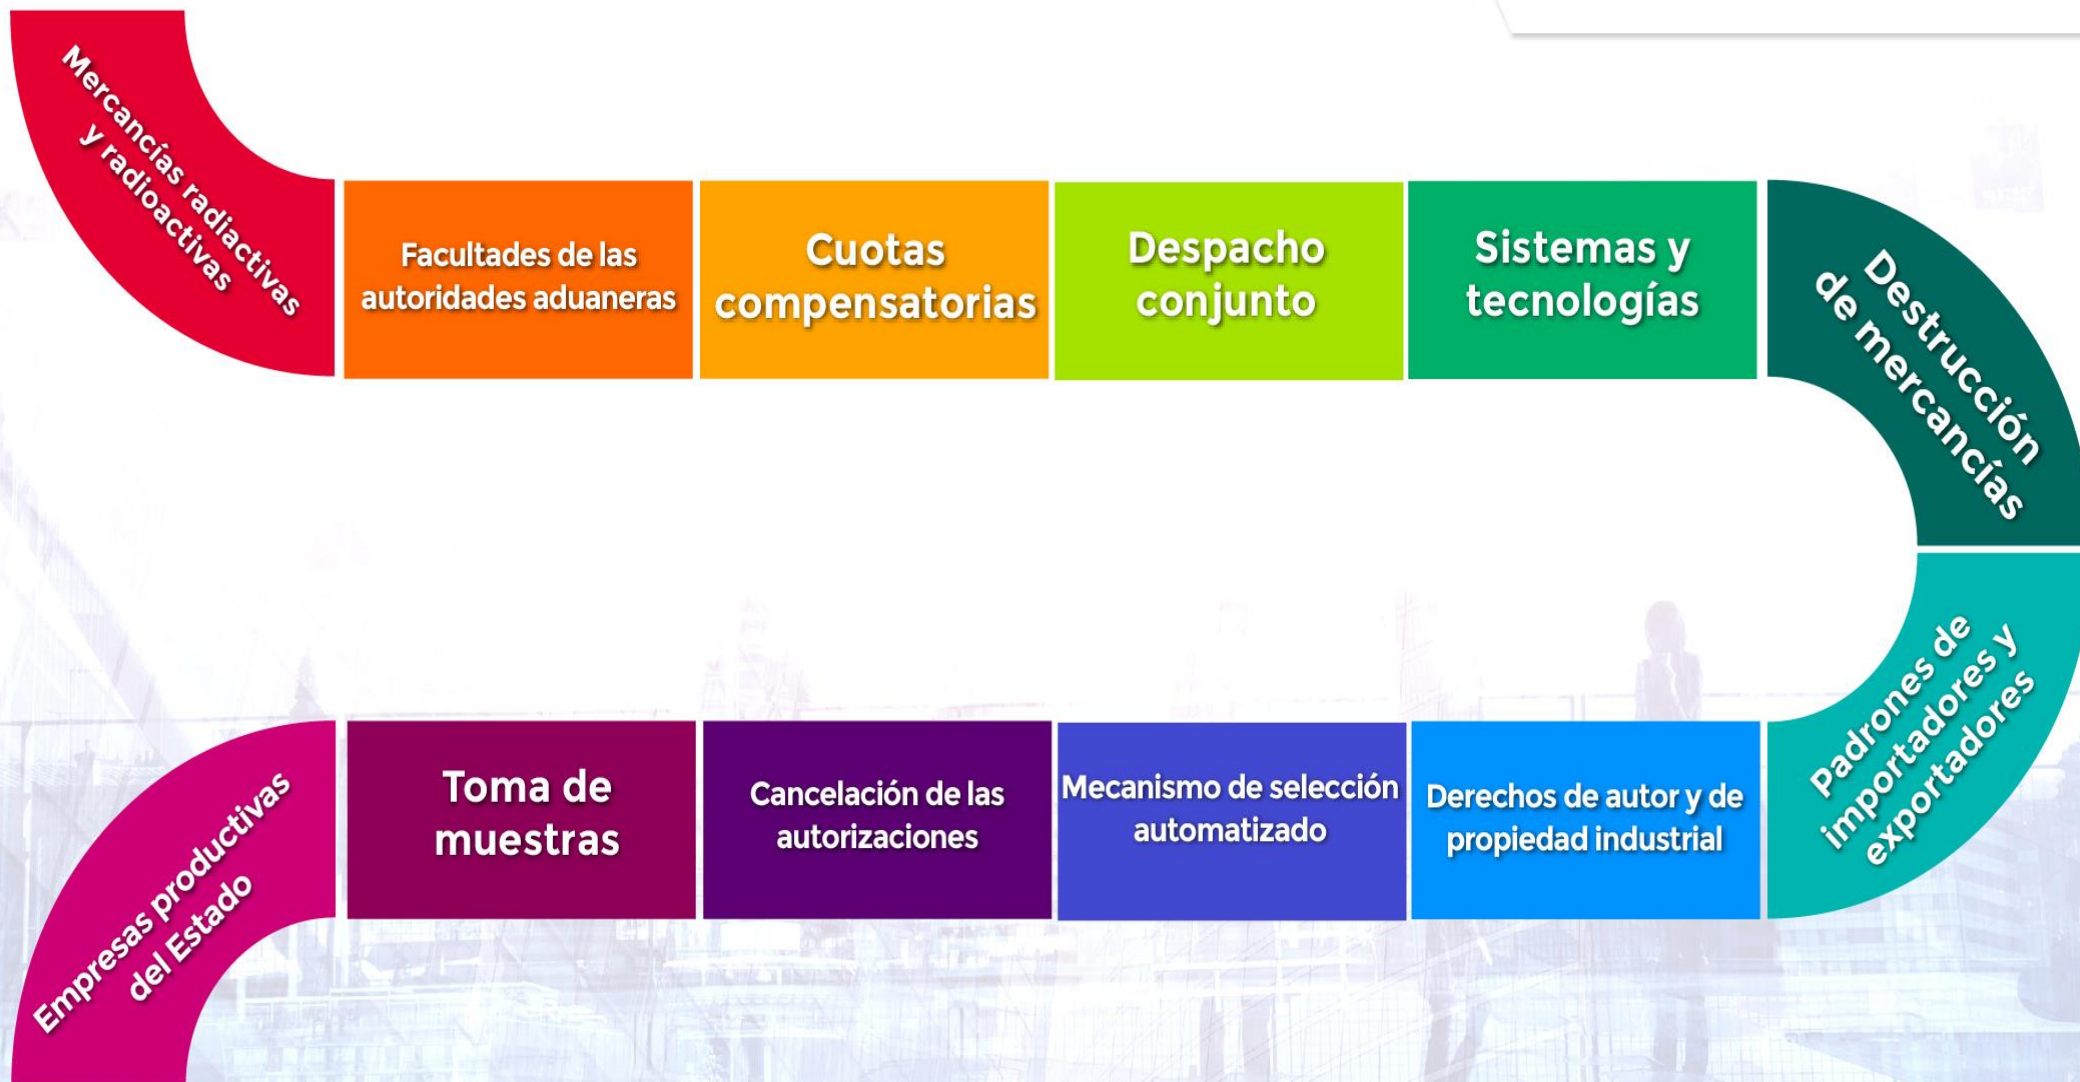 Mercancías radiactivas
y radioactivas
Facultades de las
autoridades aduaneras
Cuotas
compensatorias
Despacho
conjunto
Sistemas y
tecnologías
Destrucción
de mercancías
Padrones de
importadores y
exportadores
Derechos de autor y de
propiedad industrial
Mecanismo de selección
automatizado
Cancelación de las
autorizaciones
Toma de
muestras
Empresas productivas
del Estado